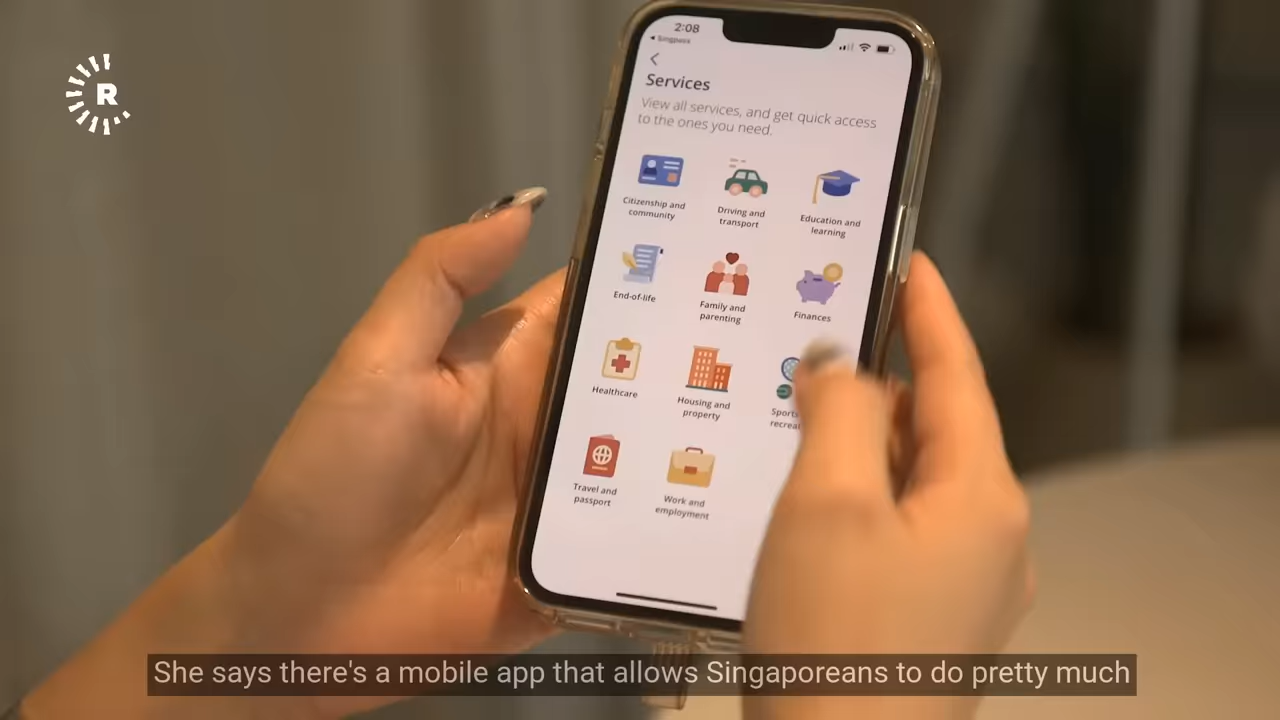 R
2:08
Singpass
Services
View all services, and get quick access
to the ones you need.
Citizenship and
community
Driving and
transport
Education and
learning
End-of-life
Family and
parenting
Finances
Healthcare
Housing and
property
Sports
recrea
Travel and
passport
Work and
employment
She says there's a mobile app that allows Singaporeans to do pretty much